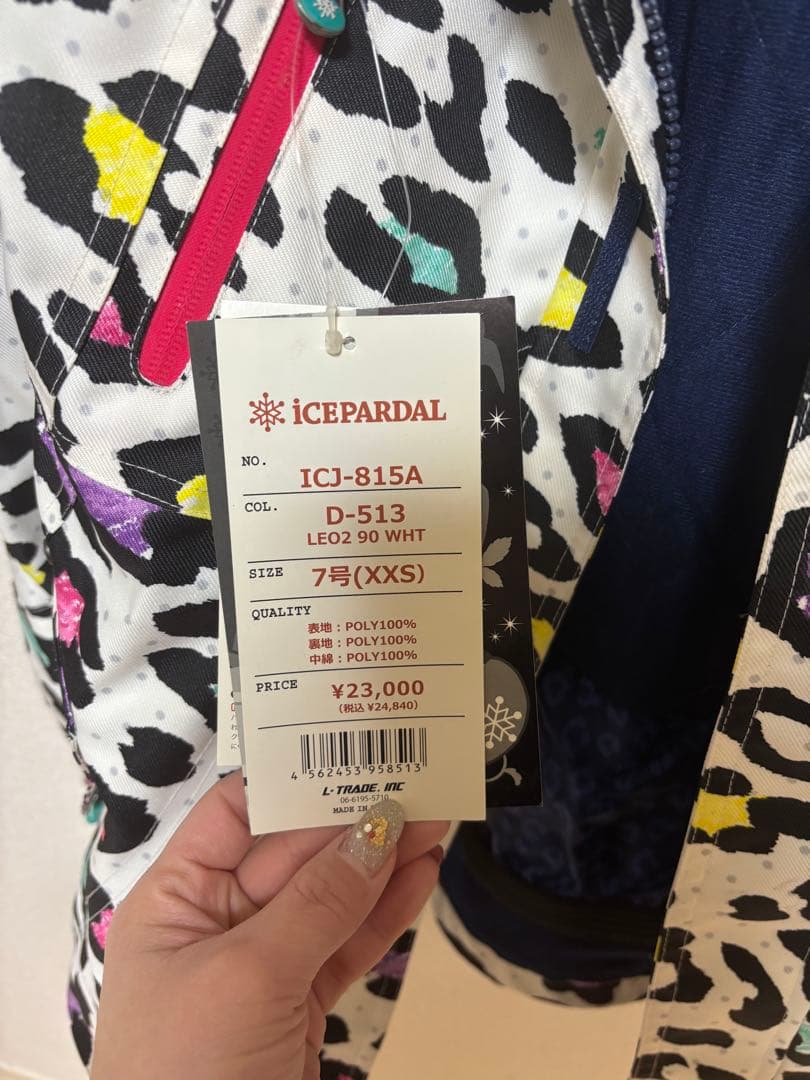 iCEPARDAL
NO.
ICJ-815A
COL.
D-513
LEO2 90 WHT
SIZE
7号(XXS)
QUALITY
表地：POLY100%
裏地：POLY100%
中綿：POLY100%
PRICE
¥23,000
(税込 ¥24,840)
4 562453 958513
L-TRADE. INC
06-6195-5710
MADE IN